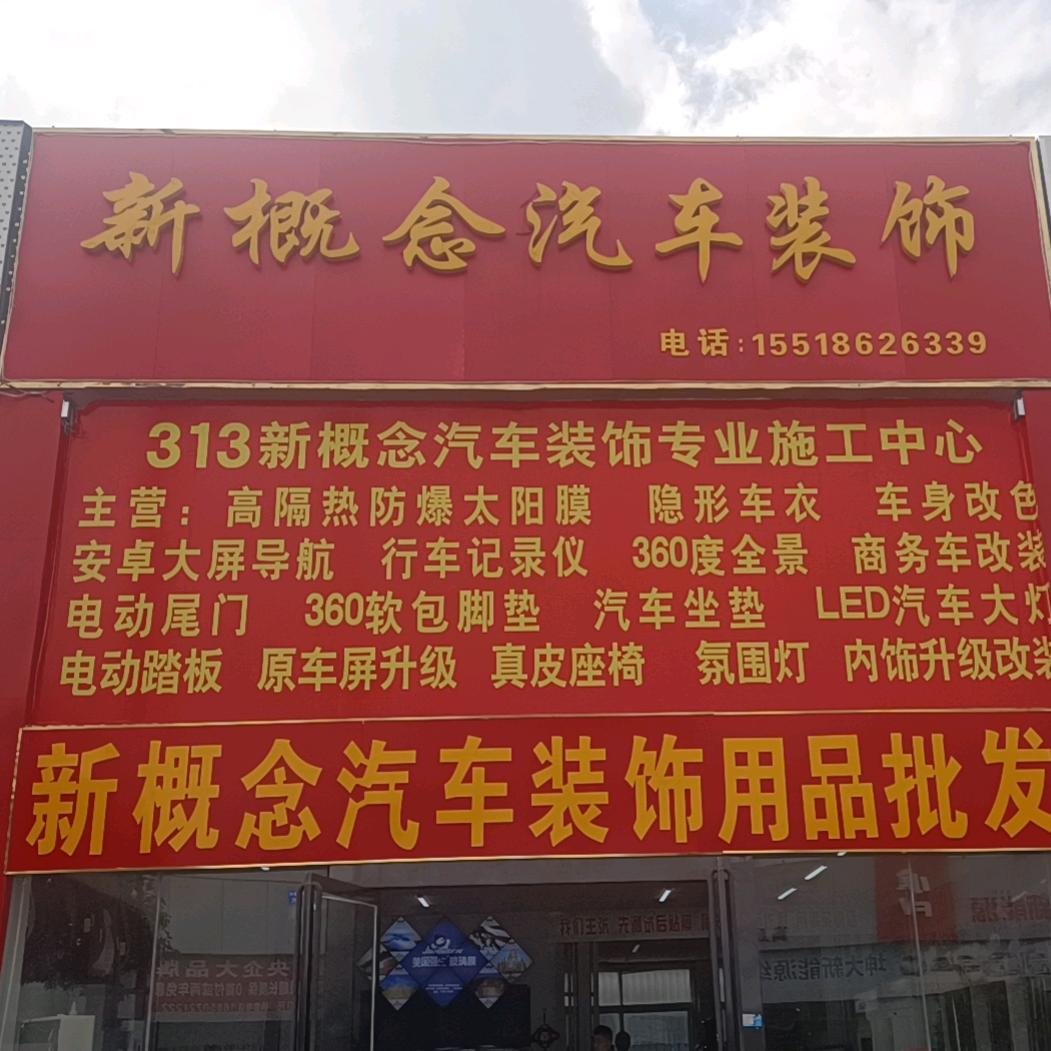 新概念汽车装饰
电话:15518626339
313新概念汽车装饰专业施工中心
主营：高隔热防爆太阳膜 隐形车衣 车身改色
安卓大屏导航 行车记录仪 360度全景 商务车改装
电动尾门 360软包脚垫 汽车坐垫 LED汽车大灯
电动踏板 原车屏升级 真皮座椅 氛围灯 内饰升级改装
新概念汽车装饰用品批发
央企大品牌